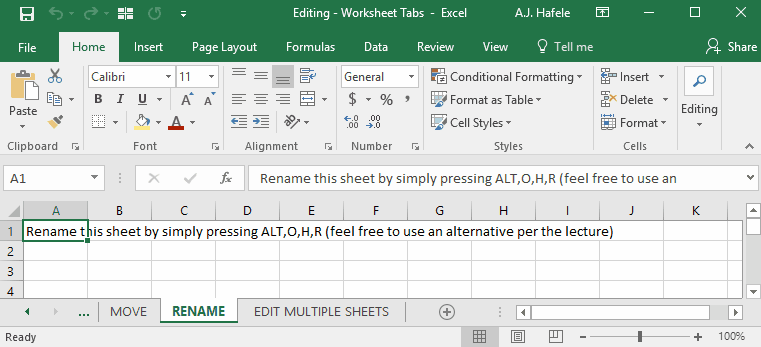 Editing - Worksheet Tabs - Excel A.J. Hafele
File Home Insert Page Layout Formulas Data Review View Tell me Share
Calibri 11 General Conditional Formatting Insert
Paste B I U A A $ % , Format as Table Delete Editing
A Cell Styles Format
Clipboard Font Alignment Number Styles Cells
A1 fx Rename this sheet by simply pressing ALT,O,H,R (feel free to use an
A B C D E F G H I J K
1 Rename this sheet by simply pressing ALT,O,H,R (feel free to use an alternative per the lecture)
2
3
4
... MOVE RENAME EDIT MULTIPLE SHEETS
Ready 100%